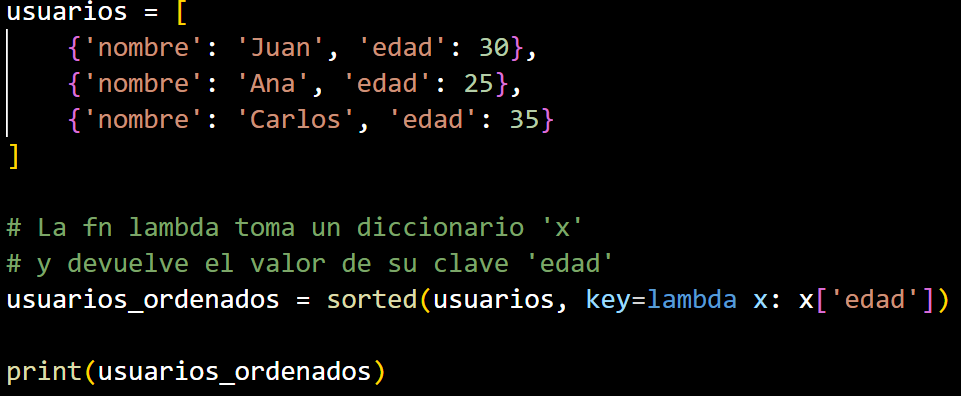 usuarios = [
    {'nombre': 'Juan', 'edad': 30},
    {'nombre': 'Ana', 'edad': 25},
    {'nombre': 'Carlos', 'edad': 35}
]

# La fn lambda toma un diccionario 'x'
# y devuelve el valor de su clave 'edad'
usuarios_ordenados = sorted(usuarios, key=lambda x: x['edad'])

print(usuarios_ordenados)